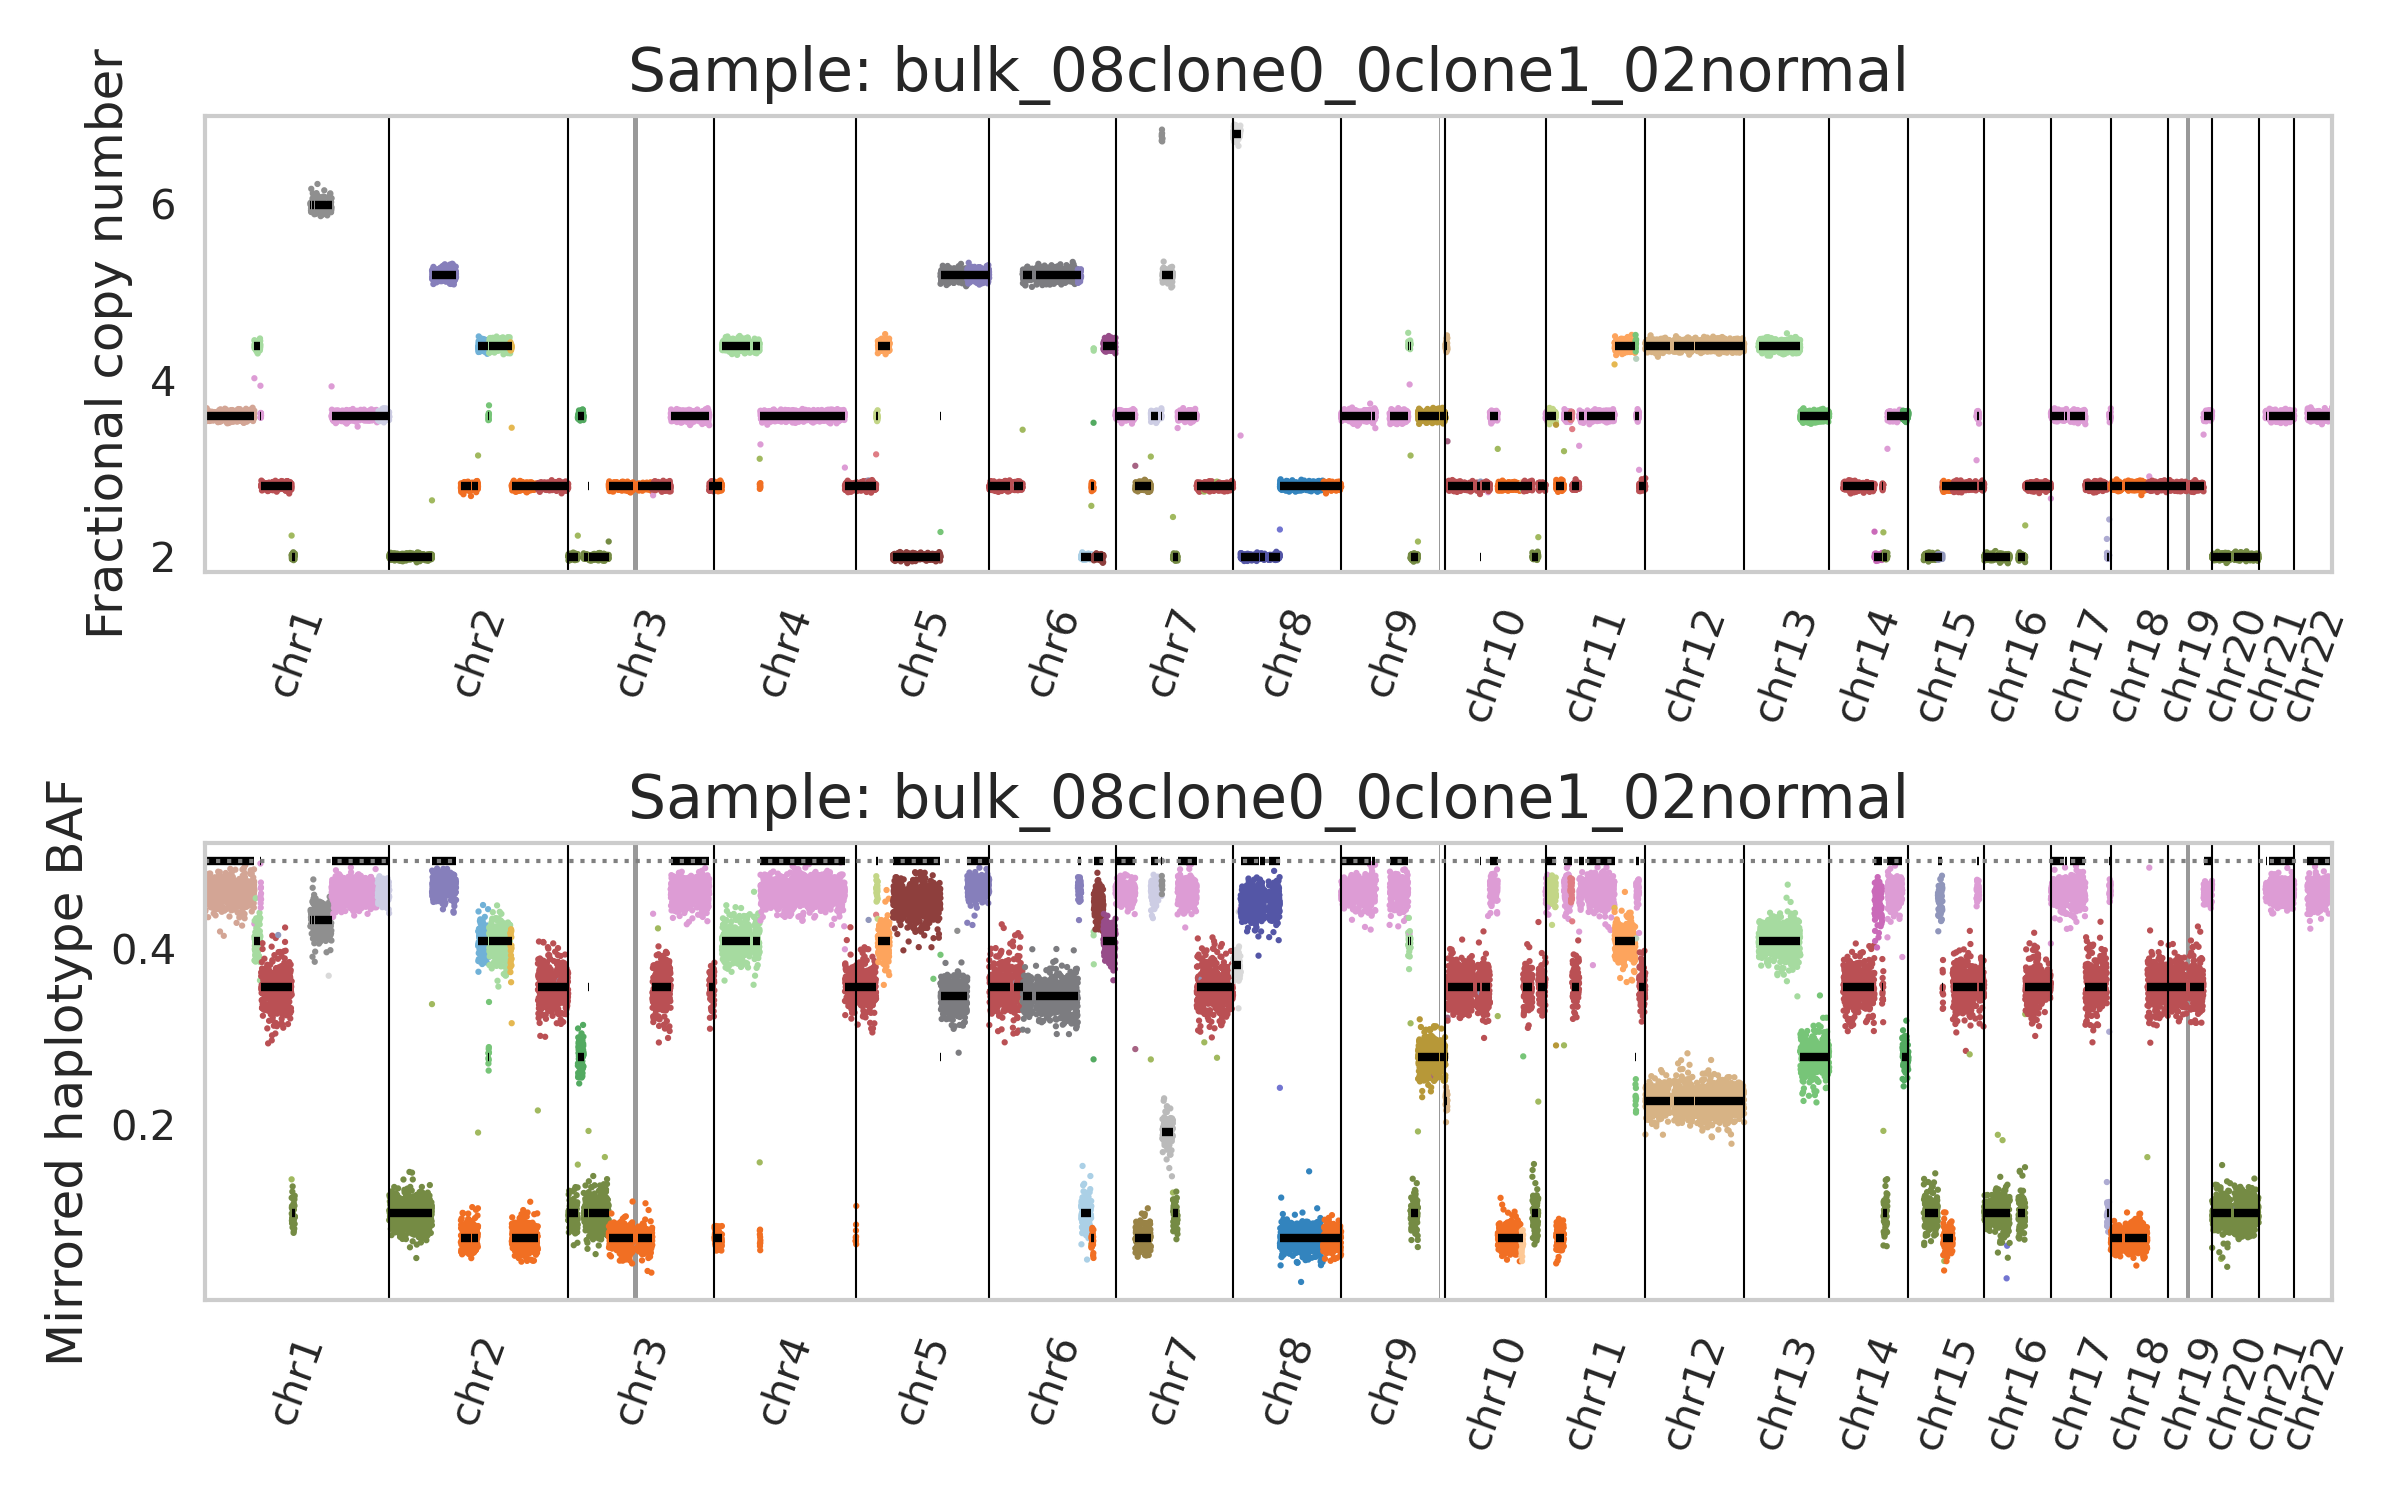 Sample: bulk_08clone0_0clone1_02normal
Fractional copy number
6
4
2
chr1 chr2 chr3 chr4 chr5 chr6 chr7 chr8 chr9 chr10 chr11 chr12 chr13 chr14 chr15 chr16 chr17 chr18 chr19 chr20 chr21 chr22
Sample: bulk_08clone0_0clone1_02normal
Mirrored haplotype BAF
0.4
0.2
chr1 chr2 chr3 chr4 chr5 chr6 chr7 chr8 chr9 chr10 chr11 chr12 chr13 chr14 chr15 chr16 chr17 chr18 chr19 chr20 chr21 chr22